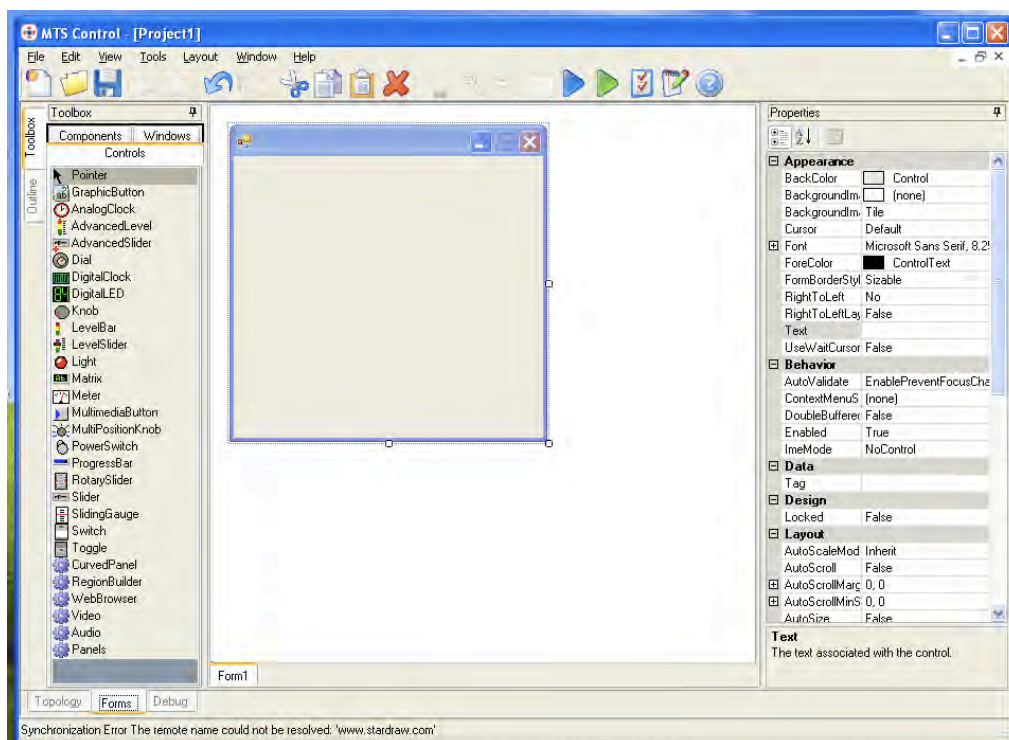 MTS Control - [Project1]
File Edit View Tools Layout Window Help
Toolbox
Components Windows
Controls
Toolbox
Outline
Pointer
GraphicButton
AnalogClock
AdvancedLevel
AdvancedSlider
Dial
DigitalClock
DigitalLED
Knob
LevelBar
LevelSlider
Light
Matrix
Meter
MultimediaButton
MultiPositionKnob
PowerSwitch
ProgressBar
RotarySlider
Slider
SlidingGauge
Switch
Toggle
CurvedPanel
RegionBuilder
WebBrowser
Video
Audio
Panels
Form1
Properties
Appearance
BackColor Control
BackgroundIm (none)
BackgroundIm Tile
Cursor Default
Font Microsoft Sans Serif, 8.25
ForeColor ControlText
FormBorderStyl Sizable
RightToLeft No
RightToLeftLay False
Text
UseWaitCursor False
Behavior
AutoValidate EnablePreventFocusCha
ContextMenuS (none)
DoubleBuffered False
Enabled True
ImeMode NoControl
Data
Tag
Design
Locked False
Layout
AutoScaleMod Inherit
AutoScroll False
AutoScrollMarg 0, 0
AutoScrollMinS 0, 0
AutoSize False
Text
The text associated with the control.
Topology Forms Debug
Synchronization Error The remote name could not be resolved: 'www.stardraw.com'